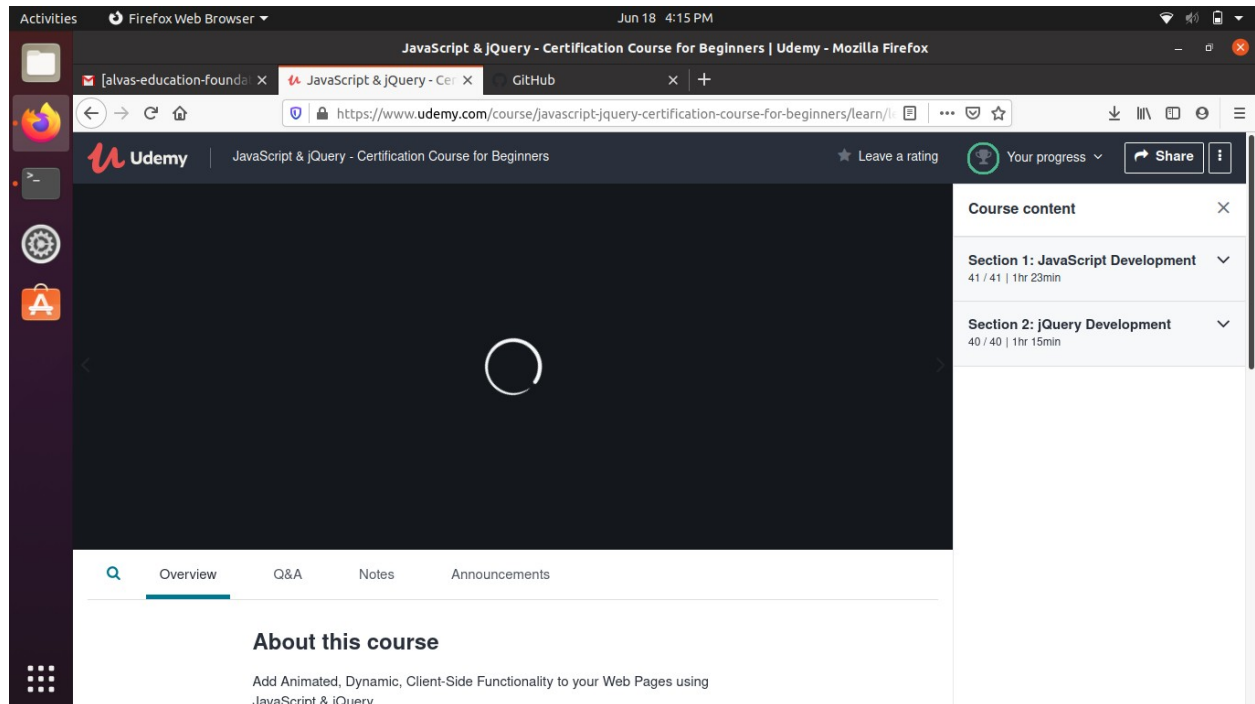 Activities Firefox Web Browser Jun 18 4:15 PM
JavaScript & jQuery - Certification Course for Beginners | Udemy - Mozilla Firefox
[alvas-education-founda JavaScript & jQuery - Cer GitHub
https://www.udemy.com/course/javascript-jquery-certification-course-for-beginners/learn/
Udemy JavaScript & jQuery - Certification Course for Beginners Leave a rating Your progress Share
Course content
Section 1: JavaScript Development
41 / 41 | 1hr 23min
Section 2: jQuery Development
40 / 40 | 1hr 15min
Overview Q&A Notes Announcements
About this course
Add Animated, Dynamic, Client-Side Functionality to your Web Pages using
JavaScript & jQuery